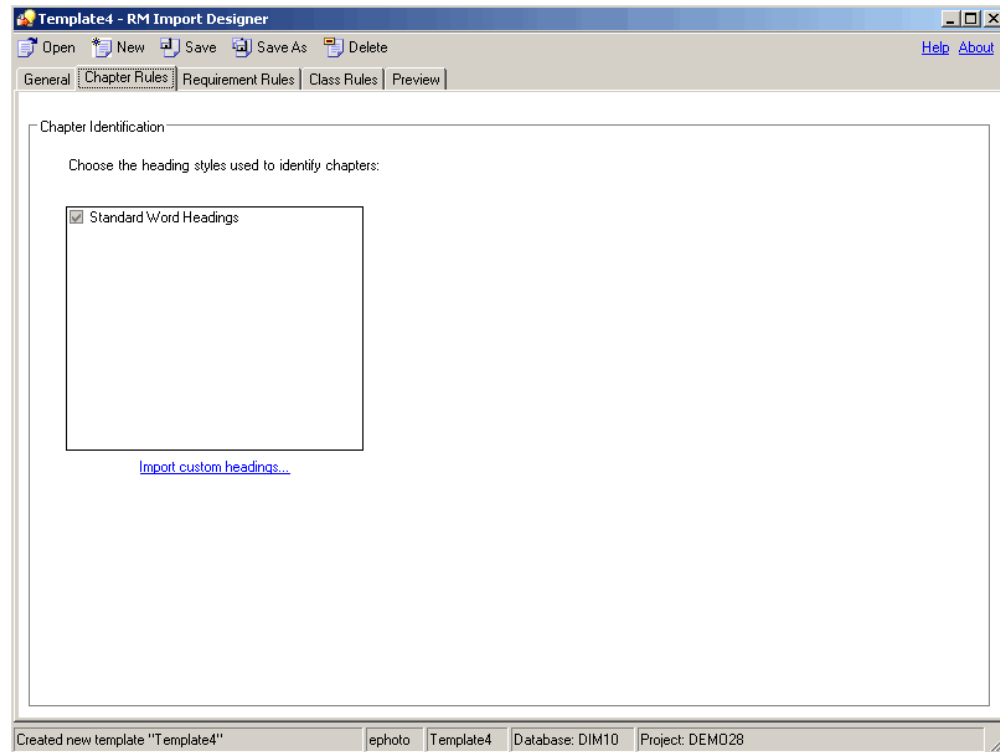 Template4 - RM Import Designer
Open New Save Save As Delete Help About
General Chapter Rules Requirement Rules Class Rules Preview
Chapter Identification
Choose the heading styles used to identify chapters:
Standard Word Headings
Import custom headings...
Created new template "Template4" ephoto Template4 Database: DIM10 Project: DEMO28